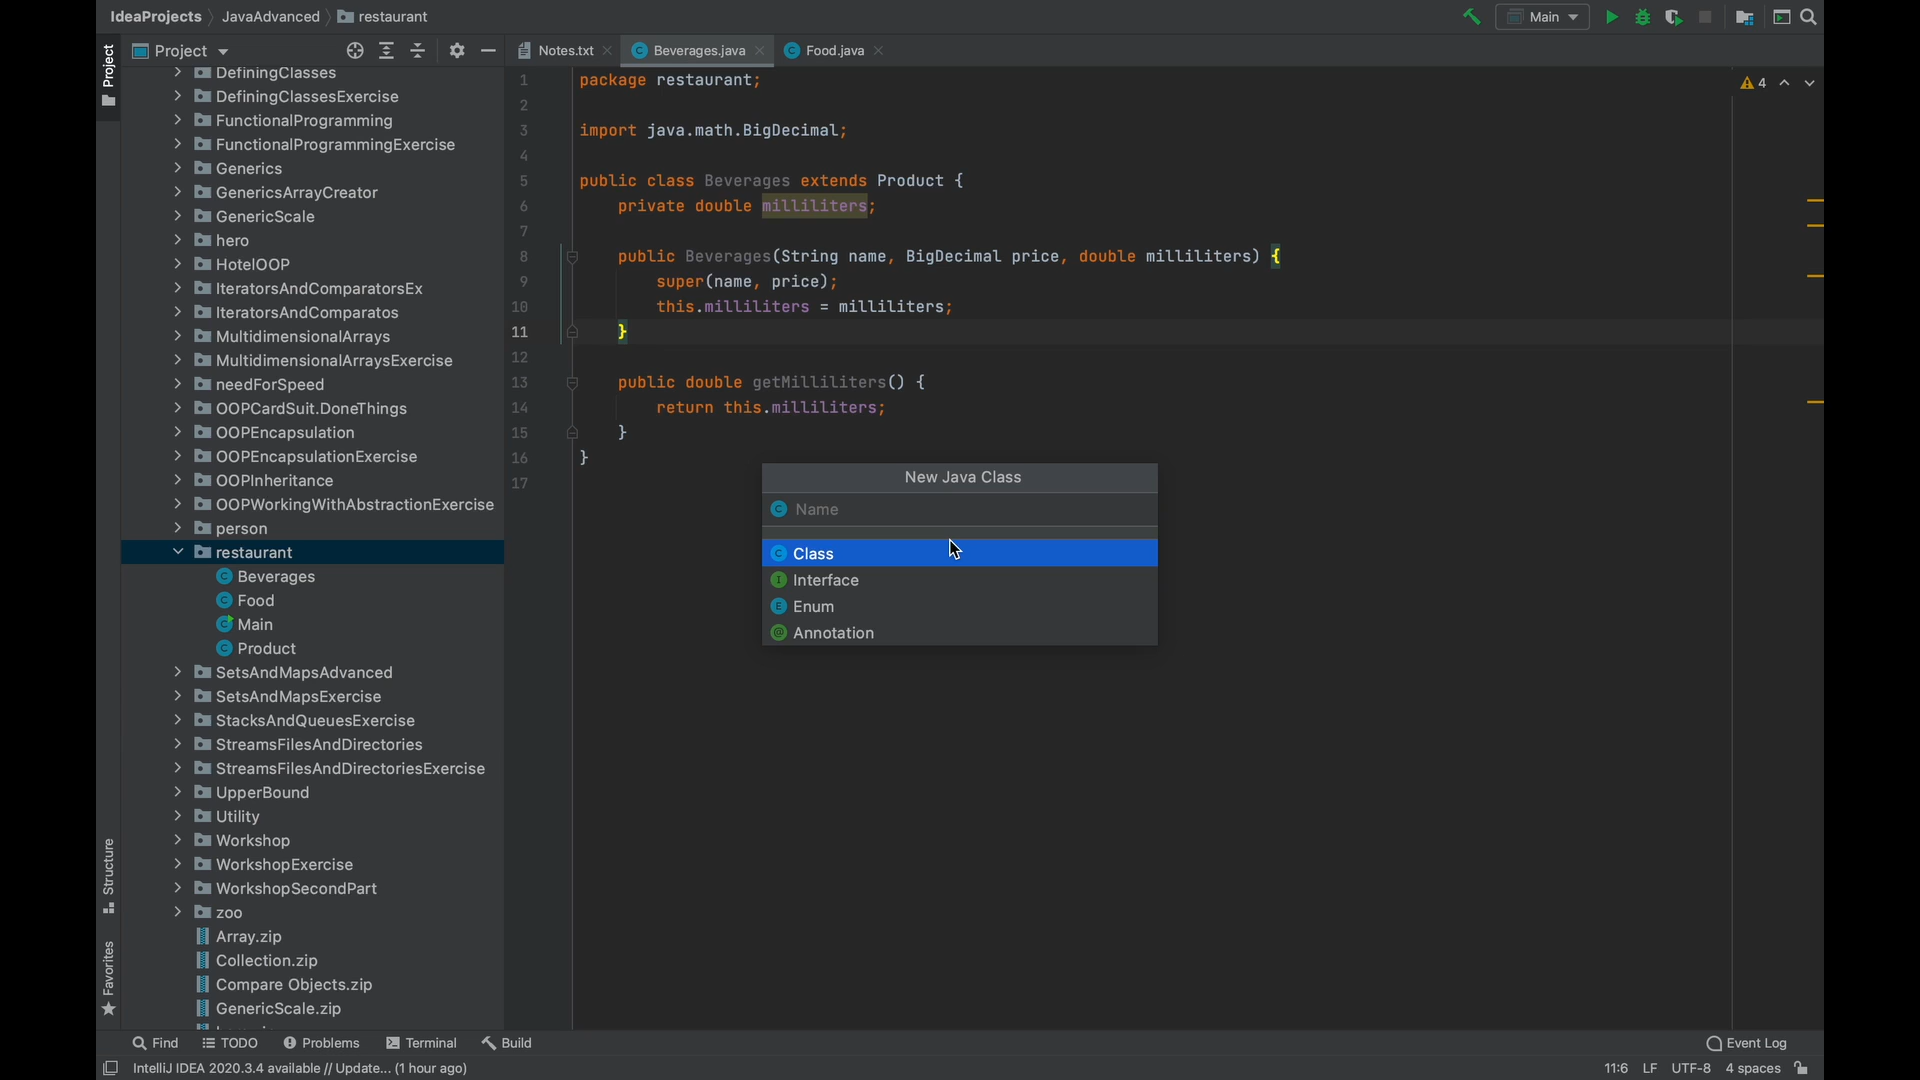 IdeaProjects JavaAdvanced restaurant
Main
Project
Project
Notes.txt Beverages.java Food.java
DefiningClasses
DefiningClassesExercise
FunctionalProgramming
FunctionalProgrammingExercise
Generics
GenericsArrayCreator
GenericScale
hero
HotelOOP
IteratorsAndComparatorsEx
IteratorsAndComparatos
MultidimensionalArrays
MultidimensionalArraysExercise
needForSpeed
OOPCardSuit.DoneThings
OOPEncapsulation
OOPEncapsulationExercise
OOPInheritance
OOPWorkingWithAbstractionExercise
person
restaurant
Beverages
Food
Main
Product
SetsAndMapsAdvanced
SetsAndMapsExercise
StacksAndQueuesExercise
StreamsFilesAndDirectories
StreamsFilesAndDirectoriesExercise
UpperBound
Utility
Workshop
WorkshopExercise
WorkshopSecondPart
zoo
Array.zip
Collection.zip
Compare Objects.zip
GenericScale.zip
Structure
Favorites
1 package restaurant;
2
3 import java.math.BigDecimal;
4
5 public class Beverages extends Product {
6 private double milliliters;
7
8 public Beverages(String name, BigDecimal price, double milliliters) {
9 super(name, price);
10 this.milliliters = milliliters;
11 }
12
13 public double getMilliliters() {
14 return this.milliliters;
15 }
16 }
17
4
New Java Class
Name
Class
Interface
Enum
Annotation
Find TODO Problems Terminal Build Event Log
IntelliJ IDEA 2020.3.4 available // Update... (1 hour ago) 11:6 LF UTF-8 4 spaces